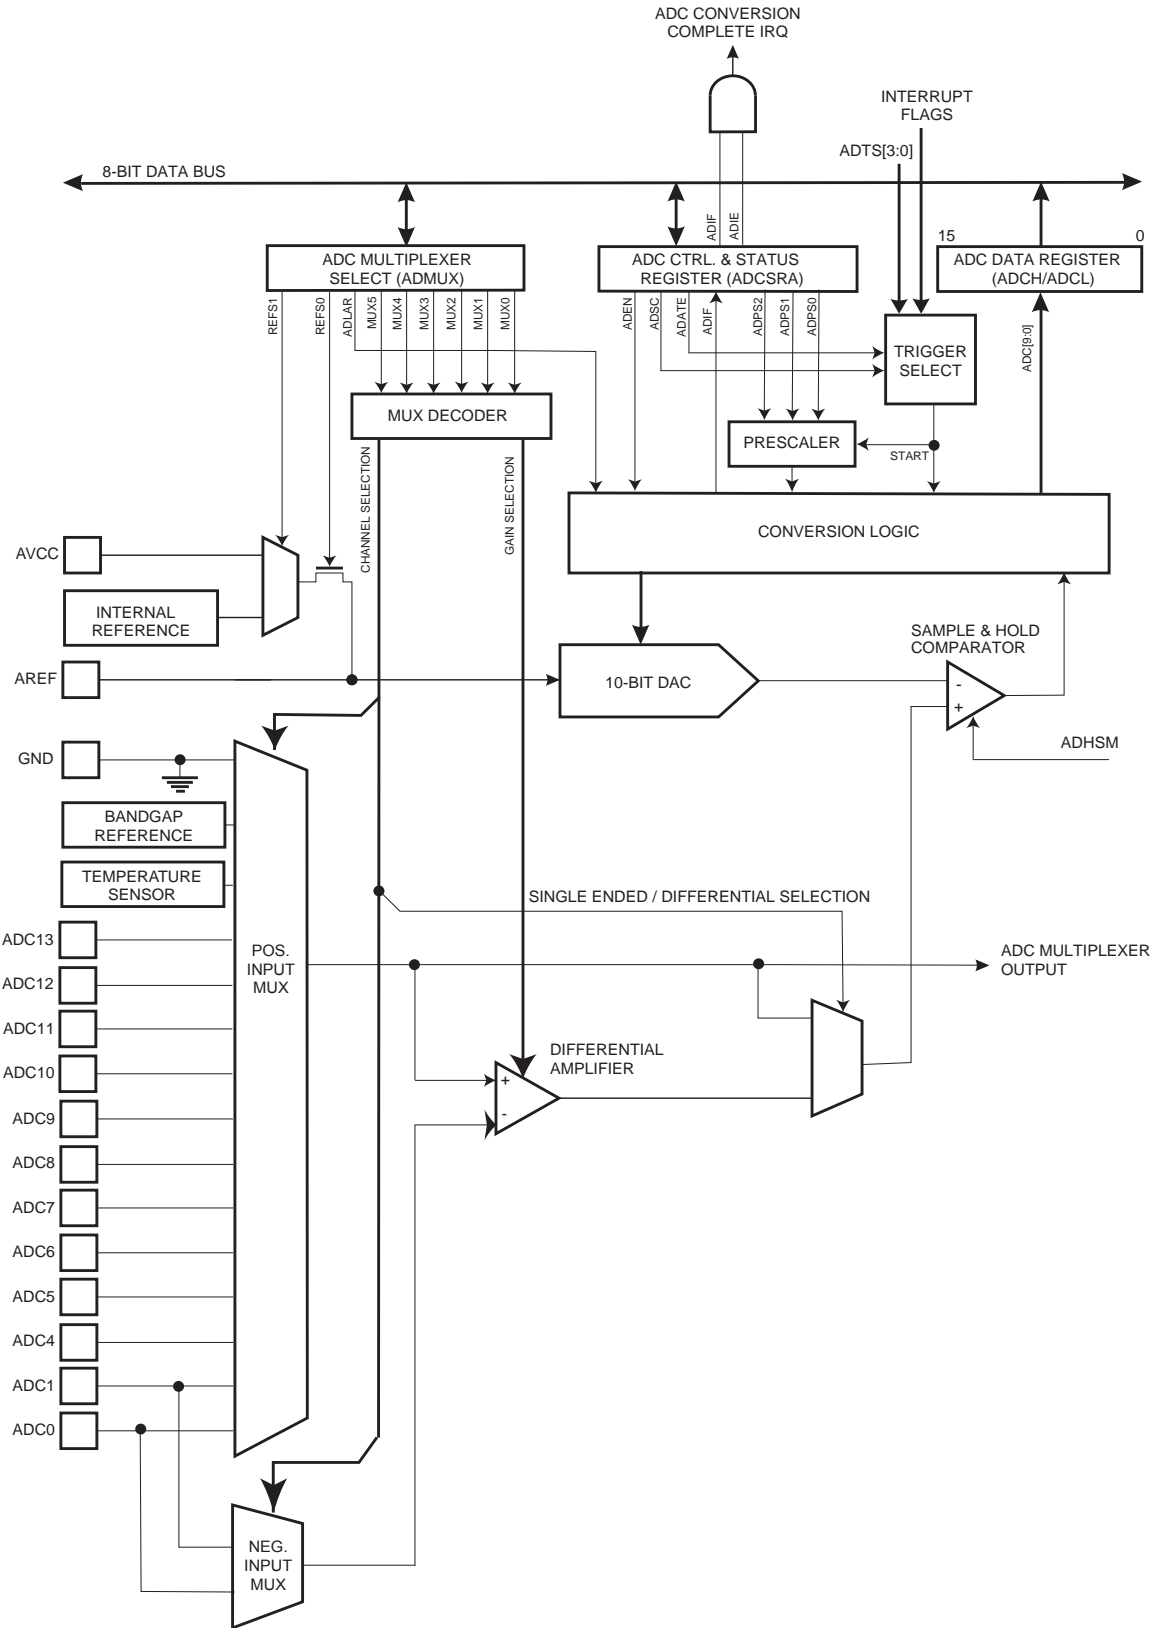 ADC CONVERSION
COMPLETE IRQ
INTERRUPT
FLAGS
ADTS[3:0]
8-BIT DATA BUS
ADIF
ADIE
15
0
ADC MULTIPLEXER
SELECT (ADMUX)
ADC CTRL. & STATUS
REGISTER (ADCSRA)
ADC DATA REGISTER
(ADCH/ADCL)
REFS1
REFS0
ADLAR
MUX5
MUX4
MUX3
MUX2
MUX1
MUX0
ADEN
ADSC
ADATE
ADIF
ADPS2
ADPS1
ADPS0
ADC[9:0]
TRIGGER
SELECT
MUX DECODER
PRESCALER
START
CHANNEL SELECTION
GAIN SELECTION
CONVERSION LOGIC
AVCC
INTERNAL
REFERENCE
SAMPLE & HOLD
COMPARATOR
AREF
10-BIT DAC
-
+
ADHSM
GND
BANDGAP
REFERENCE
TEMPERATURE
SENSOR
SINGLE ENDED / DIFFERENTIAL SELECTION
ADC13
POS.
INPUT
MUX
ADC MULTIPLEXER
OUTPUT
ADC12
ADC11
ADC10
DIFFERENTIAL
AMPLIFIER
+
-
ADC9
ADC8
ADC7
ADC6
ADC5
ADC4
ADC1
ADC0
NEG.
INPUT
MUX